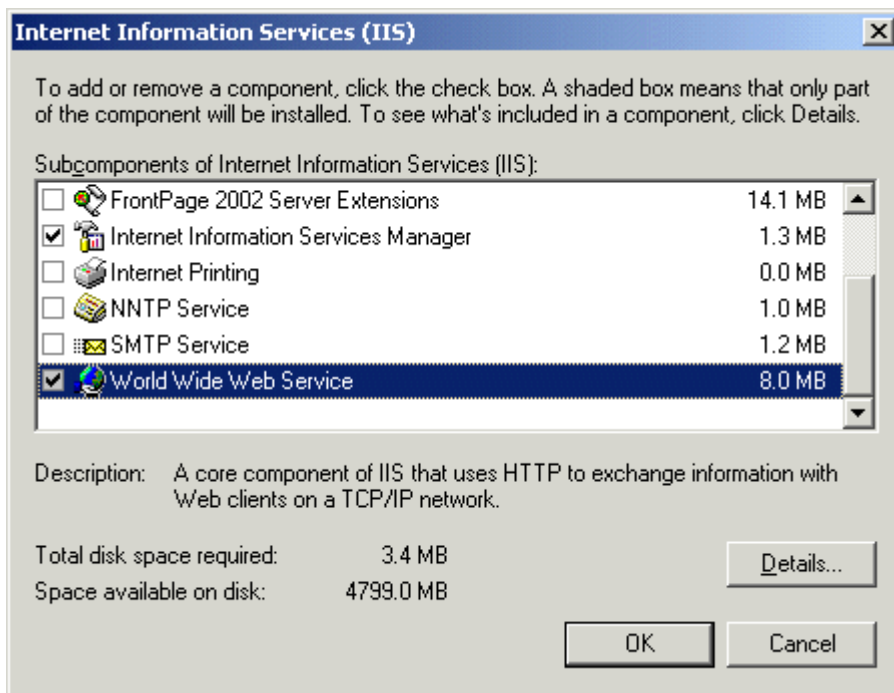 Internet Information Services (IIS)
To add or remove a component, click the check box. A shaded box means that only part
of the component will be installed. To see what's included in a component, click Details.
Subcomponents of Internet Information Services (IIS):
FrontPage 2002 Server Extensions 14.1 MB
Internet Information Services Manager 1.3 MB
Internet Printing 0.0 MB
NNTP Service 1.0 MB
SMTP Service 1.2 MB
World Wide Web Service 8.0 MB
Description: A core component of IIS that uses HTTP to exchange information with
Web clients on a TCP/IP network.
Total disk space required: 3.4 MB
Space available on disk: 4799.0 MB
Details...
OK Cancel